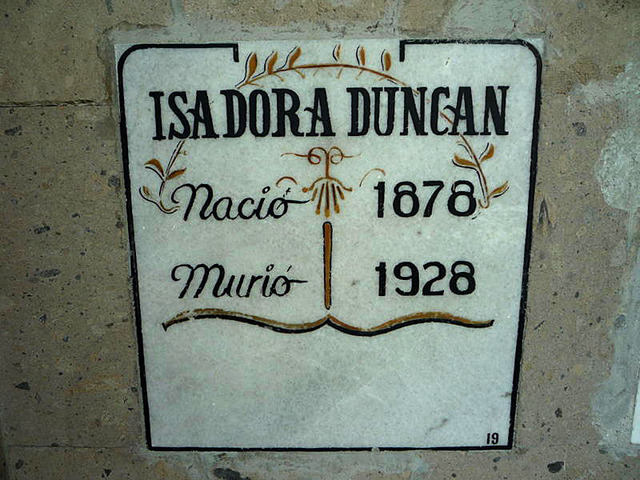 ISADORA DUNCAN
Nació 1878
Murió 1928
19